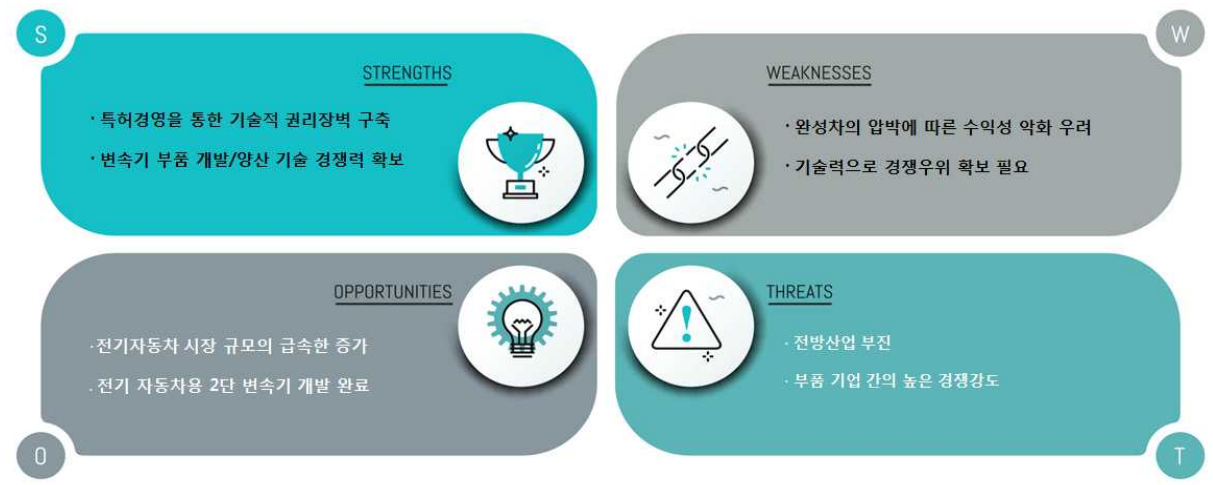 S
STRENGTHS
· 특허경영을 통한 기술적 권리장벽 구축
· 변속기 부품 개발/양산 기술 경쟁력 확보
W
WEAKNESSES
· 완성차의 압박에 따른 수익성 악화 우려
· 기술력으로 경쟁우위 확보 필요
OPPORTUNITIES
· 전기자동차 시장 규모의 급속한 증가
. 전기 자동차용 2단 변속기 개발 완료
O
THREATS
· 전방산업 부진
· 부품 기업 간의 높은 경쟁강도
T